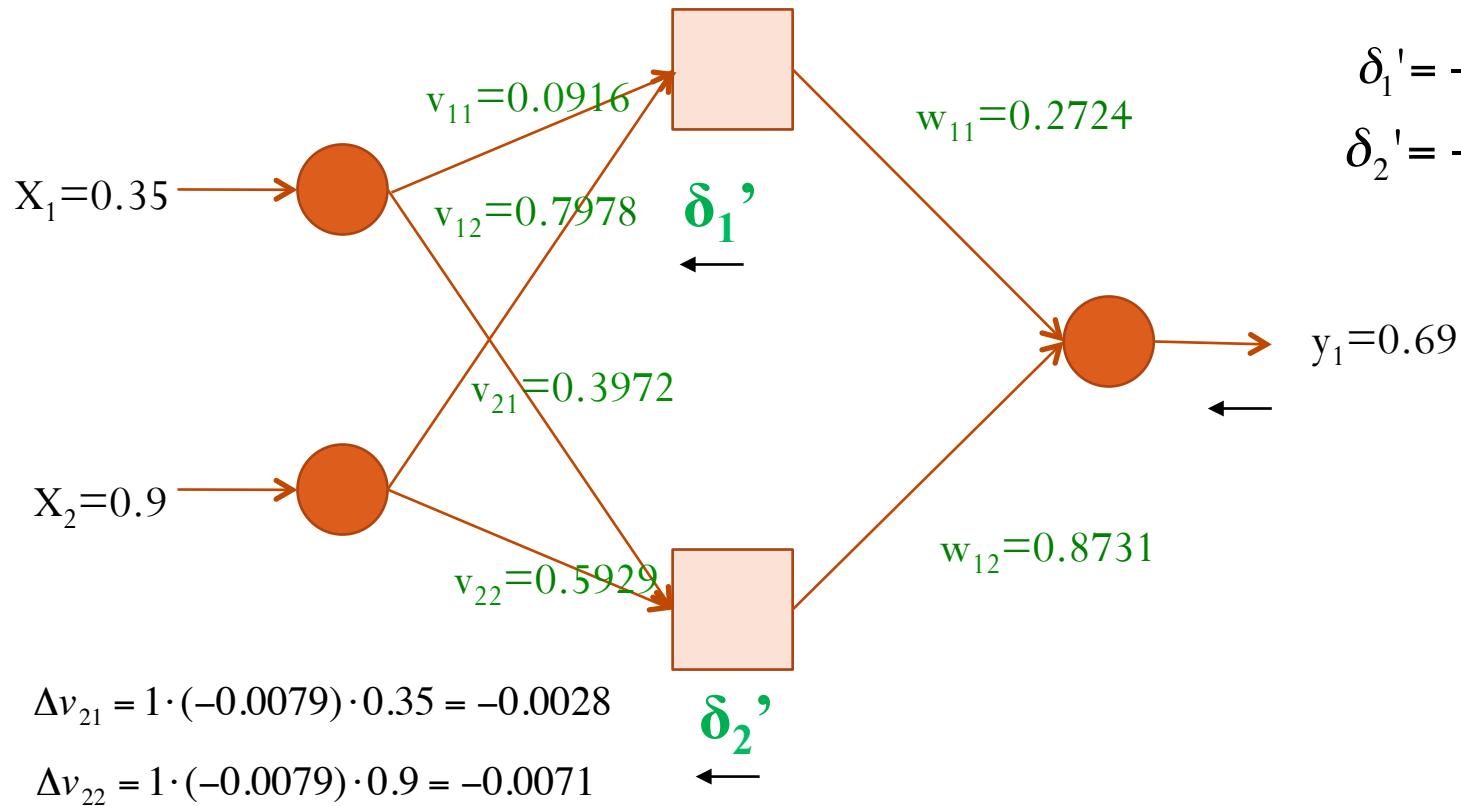 δ₁' = -
v₁₁=0.0916
w₁₁=0.2724
δ₂' = -
X₁=0.35
v₁₂=0.7978
δ₁’
y₁=0.69
v₂₁=0.3972
X₂=0.9
v₂₂=0.5929
w₁₂=0.8731
Δv₂₁ = 1·(−0.0079)·0.35 = −0.0028
δ₂’
Δv₂₂ = 1·(−0.0079)·0.9 = −0.0071